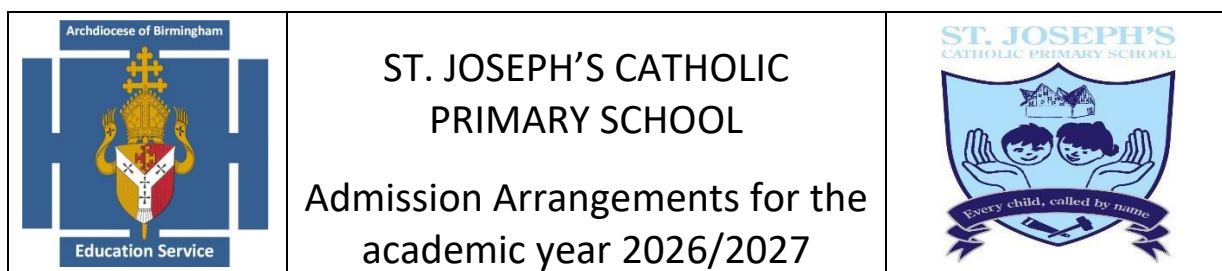 Archdiocese of Birmingham
Education Service
ST. JOSEPH’S CATHOLIC
PRIMARY SCHOOL
Admission Arrangements for the
academic year 2026/2027
ST. JOSEPH'S
CATHOLIC PRIMARY SCHOOL
Every child, called by name